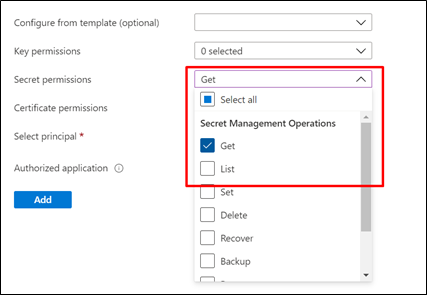 Configure from template (optional)
Key permissions
0 selected
Secret permissions
Get
Select all
Certificate permissions
Secret Management Operations
Select principal *
Get
Authorized application
List
Add
Set
Delete
Recover
Backup